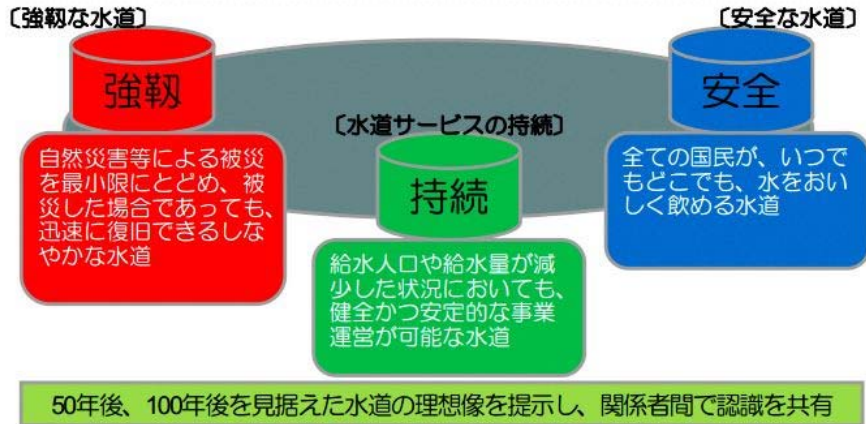 〔強靱な水道〕
〔安全な水道〕
強靱
安全
〔水道サービスの持続〕
自然災害等による被災
を最小限にとどめ、被
災した場合であっても、
迅速に復旧できるしな
やかな水道
全ての国民が、いつで
もどこでも、水をおい
しく飲める水道
持続
給水人口や給水量が減
少した状況においても、
健全かつ安定的な事業
運営が可能な水道
50年後、100年後を見据えた水道の理想像を提示し、関係者間で認識を共有